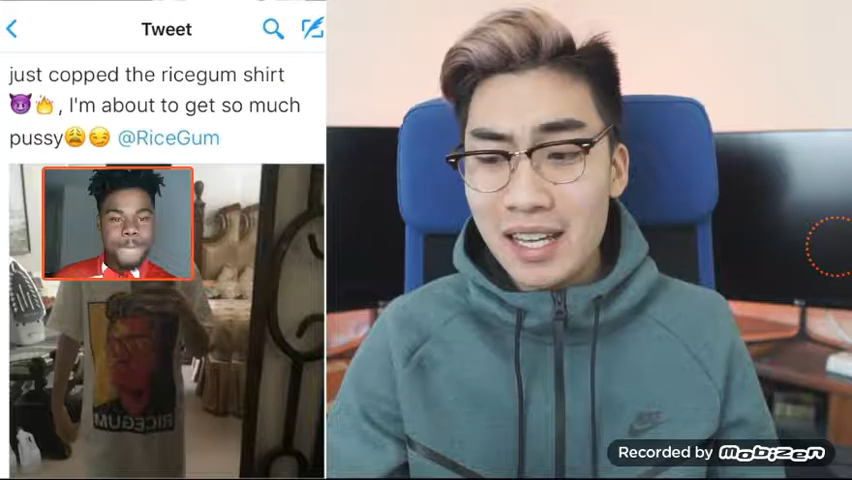 Tweet
just copped the ricegum shirt
😈🔥, I'm about to get so much
pussy😩😏 @RiceGum
RICEGUM
Recorded by Mobizen